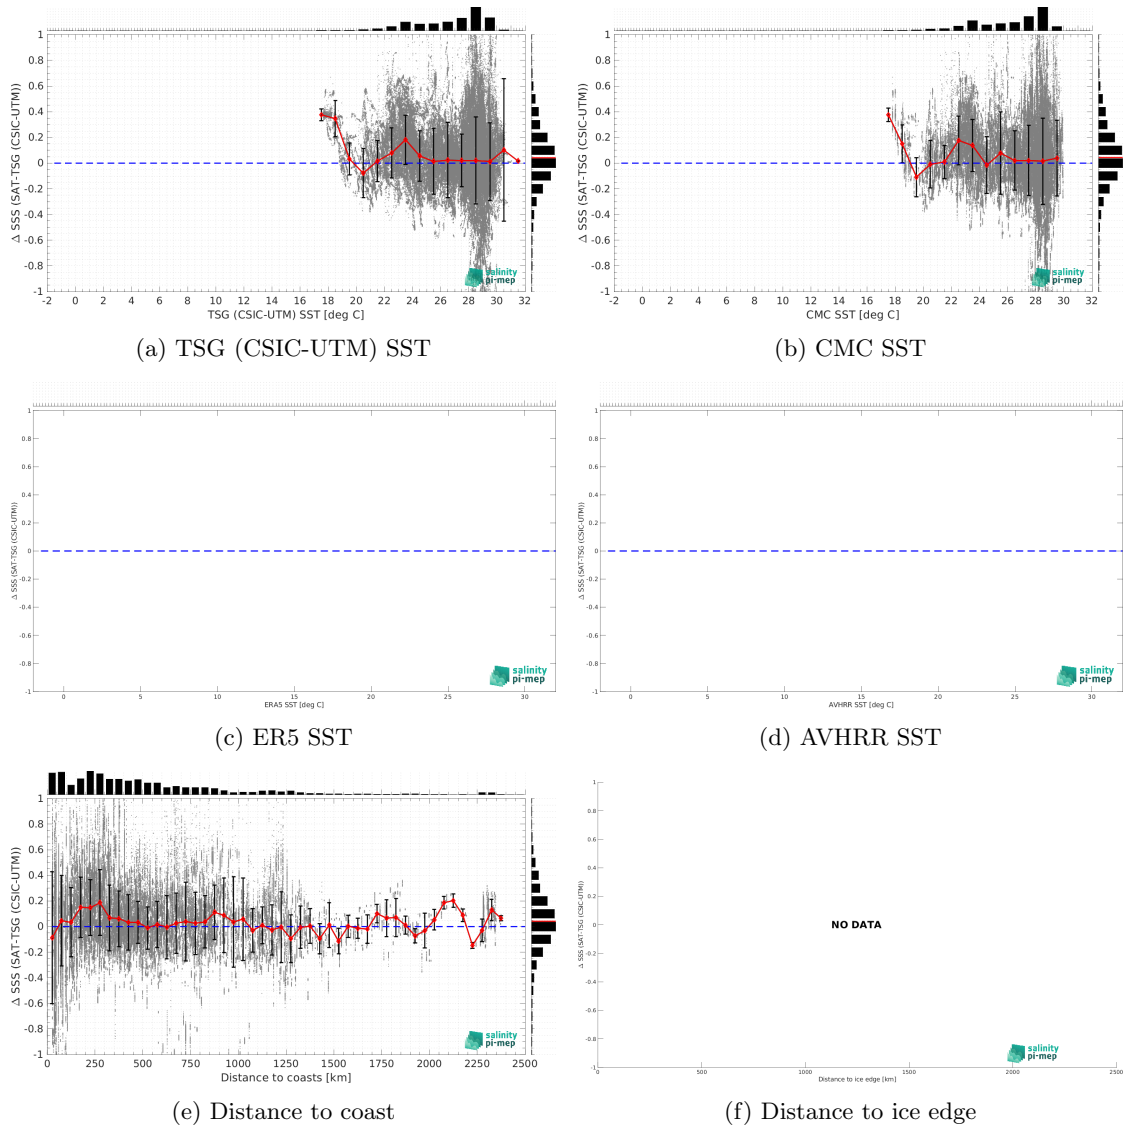 1
0.8
0.6
0.4
0.2
0
-0.2
-0.4
-0.6
-0.8
-1
Δ SSS (SAT-TSG (CSIC-UTM))
salinity
pi-mep
-2 0 2 4 6 8 10 12 14 16 18 20 22 24 26 28 30 32
TSG (CSIC-UTM) SST [deg C]
(a) TSG (CSIC-UTM) SST
1
0.8
0.6
0.4
0.2
0
-0.2
-0.4
-0.6
-0.8
-1
Δ SSS (SAT-TSG (CSIC-UTM))
salinity
pi-mep
-2 0 2 4 6 8 10 12 14 16 18 20 22 24 26 28 30 32
CMC SST [deg C]
(b) CMC SST
1
0.8
0.6
0.4
0.2
0
-0.2
-0.4
-0.6
-0.8
-1
Δ SSS (SAT-TSG (CSIC-UTM))
salinity
pi-mep
0 5 10 15 20 25 30
ERA5 SST [deg C]
(c) ER5 SST
1
0.8
0.6
0.4
0.2
0
-0.2
-0.4
-0.6
-0.8
-1
Δ SSS (SAT-TSG (CSIC-UTM))
salinity
pi-mep
0 5 10 15 20 25 30
AVHRR SST [deg C]
(d) AVHRR SST
1
0.8
0.6
0.4
0.2
0
-0.2
-0.4
-0.6
-0.8
-1
Δ SSS (SAT-TSG (CSIC-UTM))
salinity
pi-mep
0 250 500 750 1000 1250 1500 1750 2000 2250 2500
Distance to coasts [km]
(e) Distance to coast
1
0.8
0.6
0.4
0.2
0
-0.2
-0.4
-0.6
-0.8
-1
Δ SSS (SAT-TSG (CSIC-UTM))
NO DATA
salinity
pi-mep
0 500 1000 1500 2000 2500
Distance to ice edge [km]
(f) Distance to ice edge